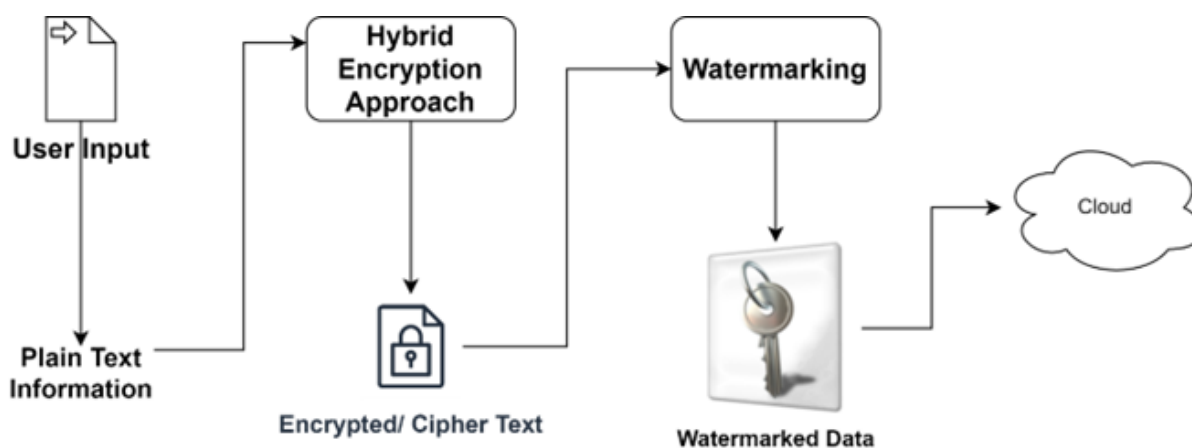 User Input
Plain Text
Information
Hybrid
Encryption
Approach
Encrypted/ Cipher Text
Watermarking
Watermarked Data
Cloud